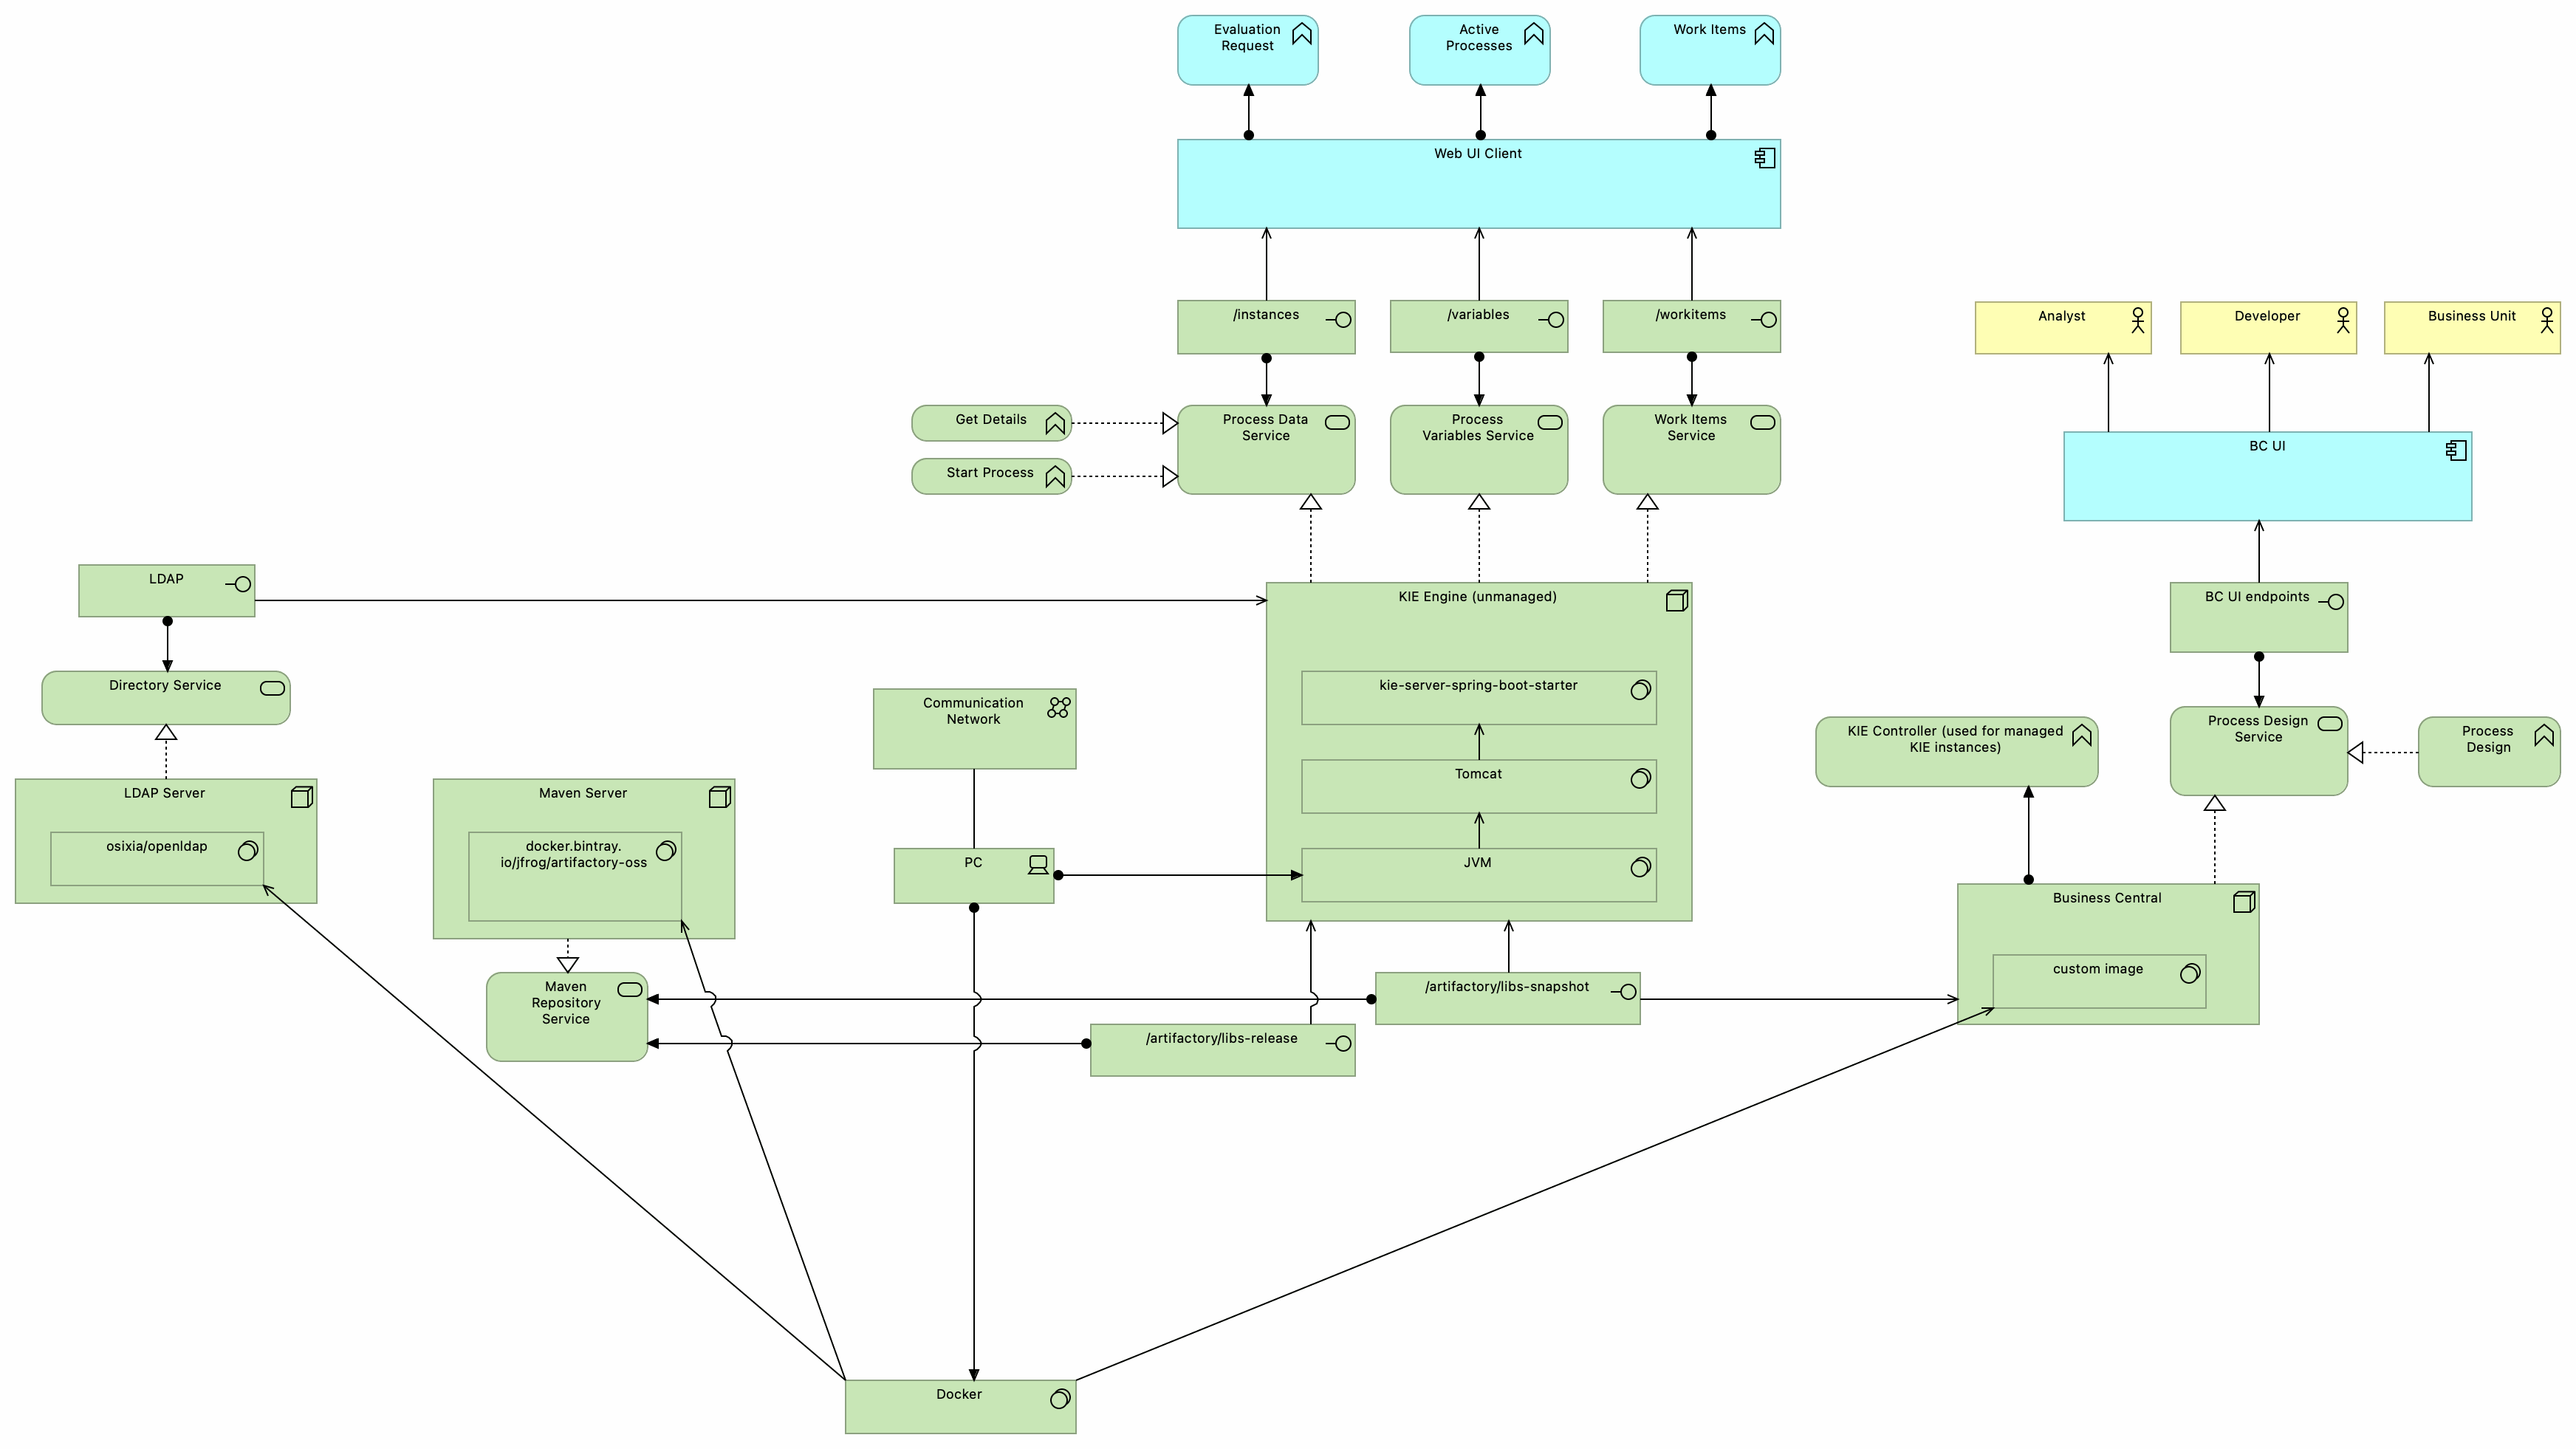 Evaluation
Request
Active
Processes
Work Items
Web UI Client
/instances
/variables
/workitems
Analyst
Developer
Business Unit
Get Details
Start Process
Process Data
Service
Process
Variables Service
Work Items
Service
BC UI
LDAP
KIE Engine (unmanaged)
BC UI endpoints
Directory Service
kie-server-spring-boot-starter
Communication
Network
KIE Controller (used for managed
KIE instances)
Process Design
Service
Process
Design
LDAP Server
Maven Server
Tomcat
osixia/openldap
docker.bintray.
io/jfrog/artifactory-oss
PC
JVM
Business Central
custom image
Maven
Repository
Service
/artifactory/libs-snapshot
/artifactory/libs-release
Docker